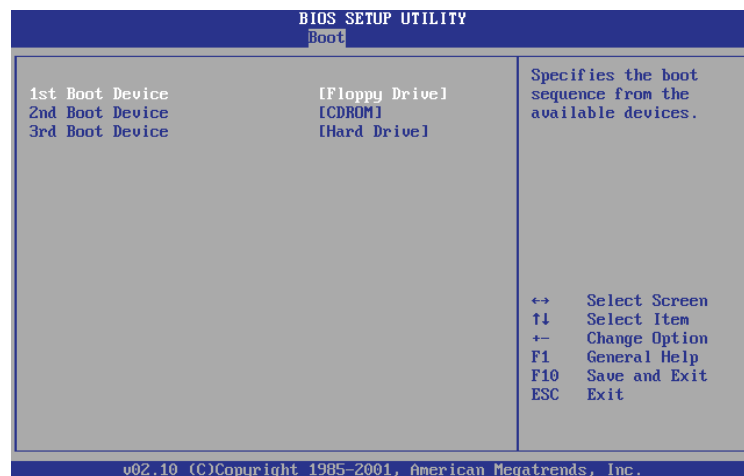 BIOS SETUP UTILITY
Boot
1st Boot Device [Floppy Drive]
2nd Boot Device [CDROM]
3rd Boot Device [Hard Drive]
Specifies the boot
sequence from the
available devices.
↔ Select Screen
↑↓ Select Item
+- Change Option
F1 General Help
F10 Save and Exit
ESC Exit
v02.10 (C)Copyright 1985-2001, American Megatrends, Inc.